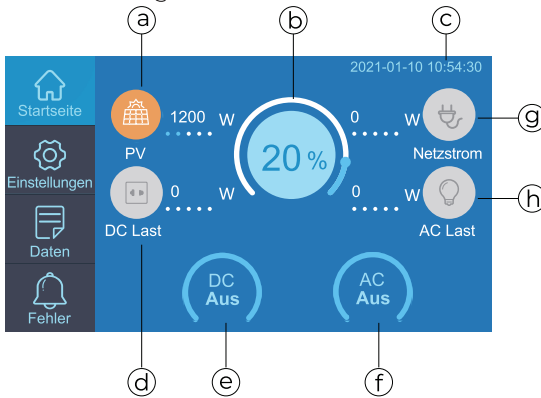 a
b
c
2021-01-10 10:54:30
Startseite
1200 W
0 W
g
PV
20 %
Netzstrom
Einstellungen
0 W
0 W
h
DC Last
AC Last
Daten
DC
Aus
AC
Aus
Fehler
d
e
f